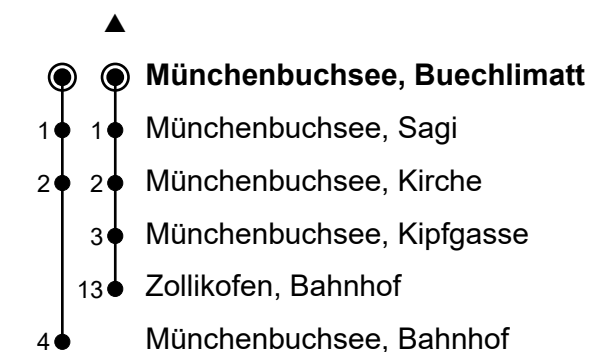 ▲
Münchenbuchsee, Buechlimatt
1 1 Münchenbuchsee, Sagi
2 2 Münchenbuchsee, Kirche
3 Münchenbuchsee, Kipfgasse
13 Zollikofen, Bahnhof
4 Münchenbuchsee, Bahnhof